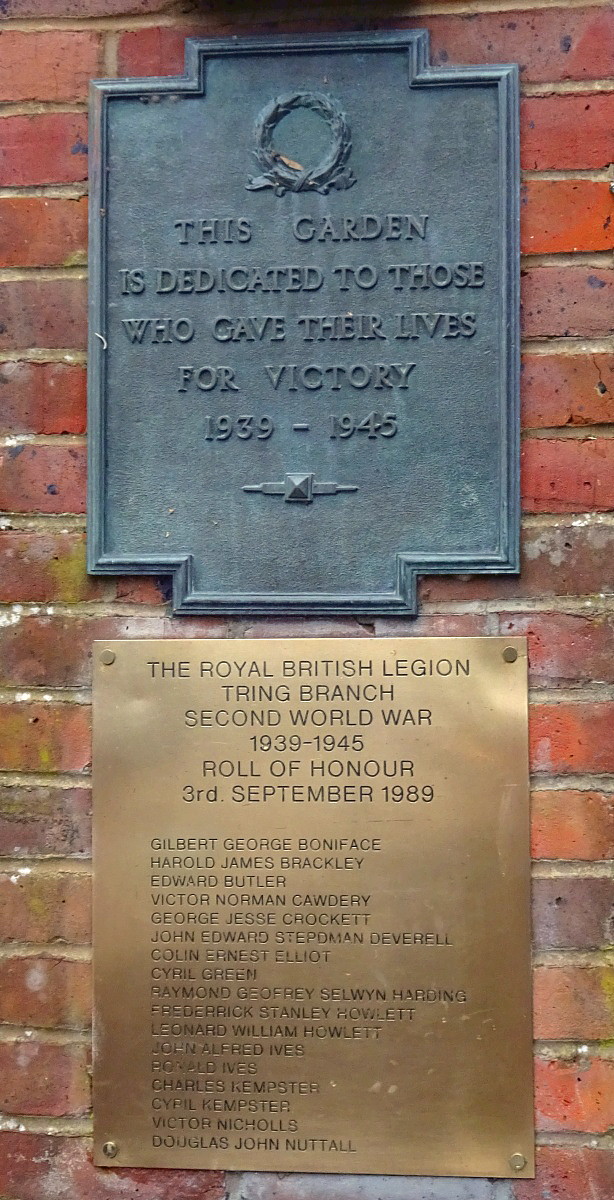 THIS GARDEN
IS DEDICATED TO THOSE
WHO GAVE THEIR LIVES
FOR VICTORY
1939 - 1945
THE ROYAL BRITISH LEGION
TRING BRANCH
SECOND WORLD WAR
1939-1945
ROLL OF HONOUR
3rd. SEPTEMBER 1989
GILBERT GEORGE BONIFACE
HAROLD JAMES BRACKLEY
EDWARD BUTLER
VICTOR NORMAN CAWDERY
GEORGE JESSE CROCKETT
JOHN EDWARD STEPDMAN DEVERELL
COLIN ERNEST ELLIOT
CYRIL GREEN
RAYMOND GEOFREY SELWYN HARDING
FREDERRICK STANLEY HOWLETT
LEONARD WILLIAM HOWLETT
JOHN ALFRED IVES
RONALD IVES
CHARLES KEMPSTER
CYRIL KEMPSTER
VICTOR NICHOLLS
DOUGLAS JOHN NUTTALL